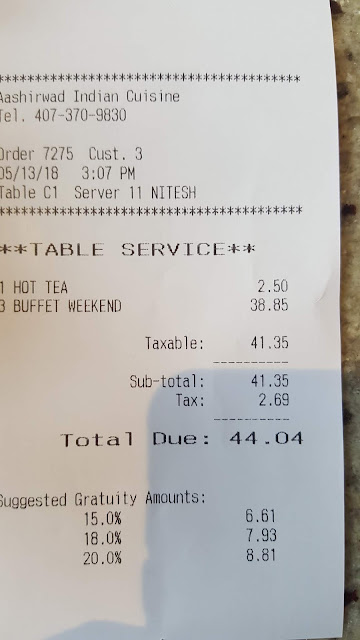 ****************************************
Aashirwad Indian Cuisine
Tel. 407-370-9830
Order 7275 Cust. 3
05/13/18 3:07 PM
Table C1 Server 11 NITESH
****************************************
**TABLE SERVICE**
1 HOT TEA 2.50
3 BUFFET WEEKEND 38.85
Taxable: 41.35
----------
Sub-total: 41.35
Tax: 2.69
----------
Total Due: 44.04
Suggested Gratuity Amounts:
15.0% 6.61
18.0% 7.93
20.0% 8.81